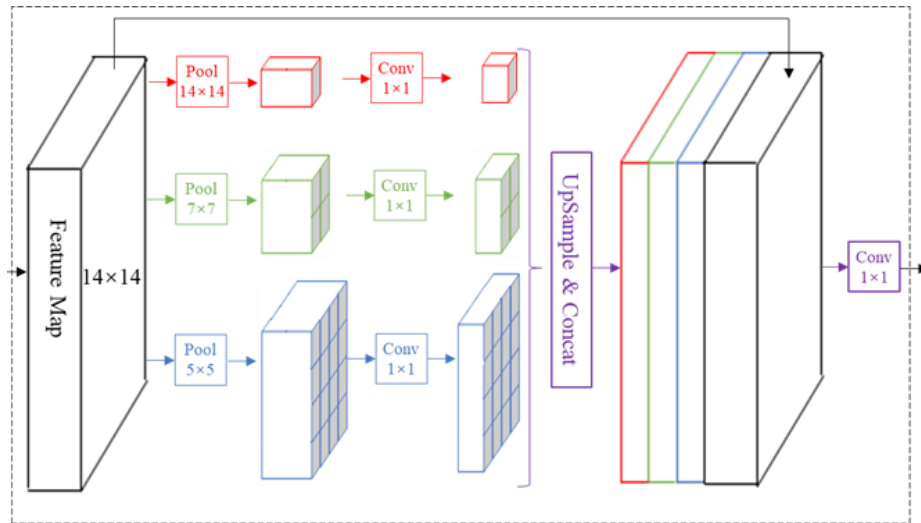 Feature Map
14×14
Pool
14×14
Conv
1×1
Pool
7×7
Conv
1×1
Pool
5×5
Conv
1×1
UpSample & Concat
Conv
1×1